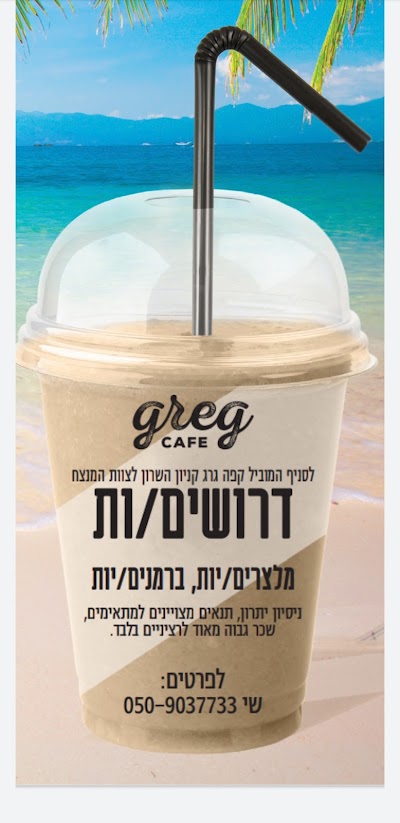 greg
CAFE
לסניף המוביל קפה גרג קניון השרון לצוות המנצח
דרושים/ות
מלצרים/יות, ברמנים/יות
ניסיון יתרון, תנאים מצויינים למתאימים,
שכר גבוה מאוד לרציניים בלבד.
לפרטים:
שי 050-9037733